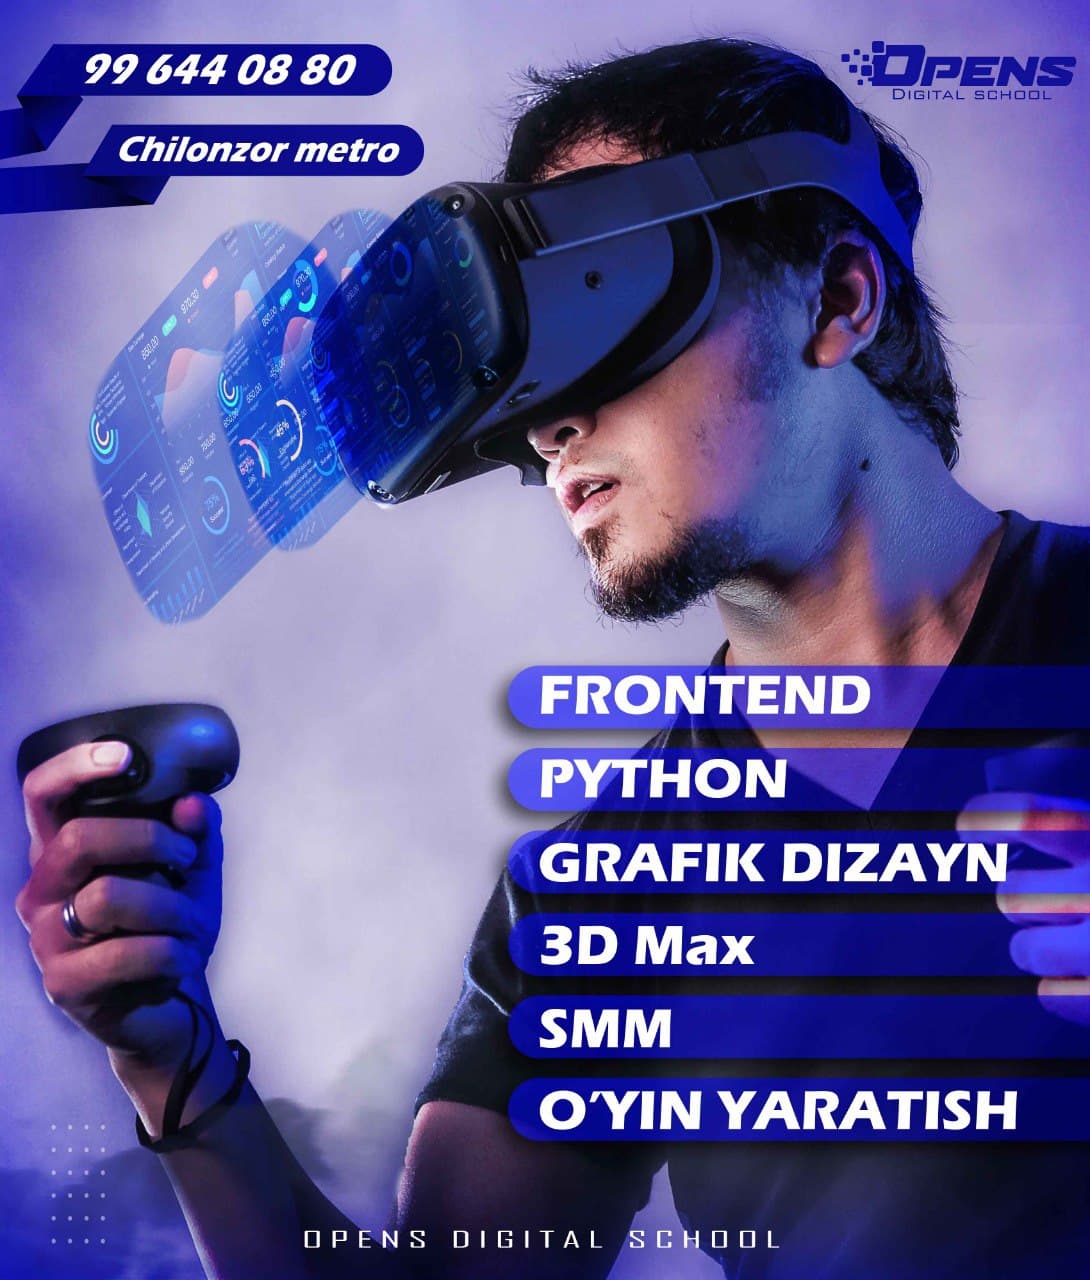 99 644 08 80
Chilonzor metro
OPENS
DIGITAL SCHOOL
FRONTEND
PYTHON
GRAFIK DIZAYN
3D Max
SMM
O‘YIN YARATISH
OPENS DIGITAL SCHOOL